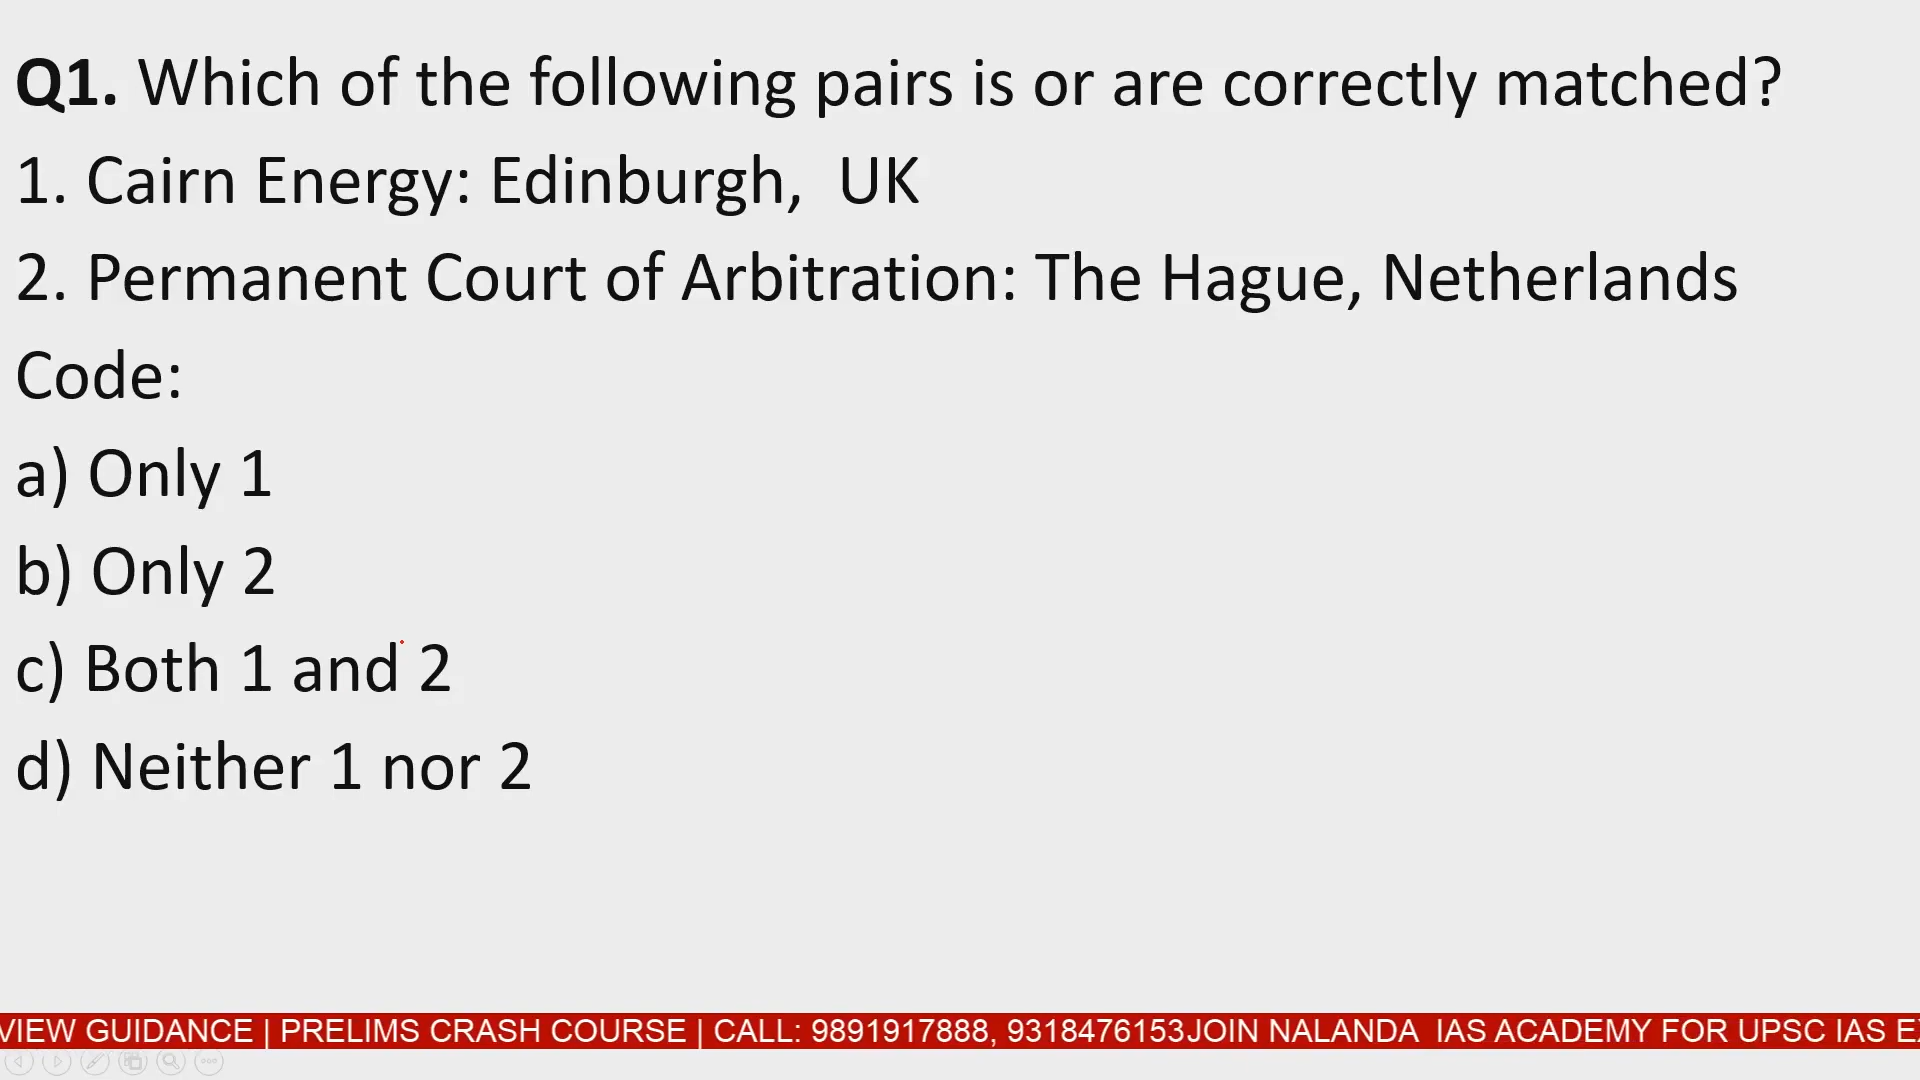 Q1. Which of the following pairs is or are correctly matched?
1. Cairn Energy: Edinburgh, UK
2. Permanent Court of Arbitration: The Hague, Netherlands
Code:
a) Only 1
b) Only 2
c) Both 1 and 2
d) Neither 1 nor 2
VIEW GUIDANCE | PRELIMS CRASH COURSE | CALL: 9891917888, 9318476153JOIN NALANDA IAS ACADEMY FOR UPSC IAS